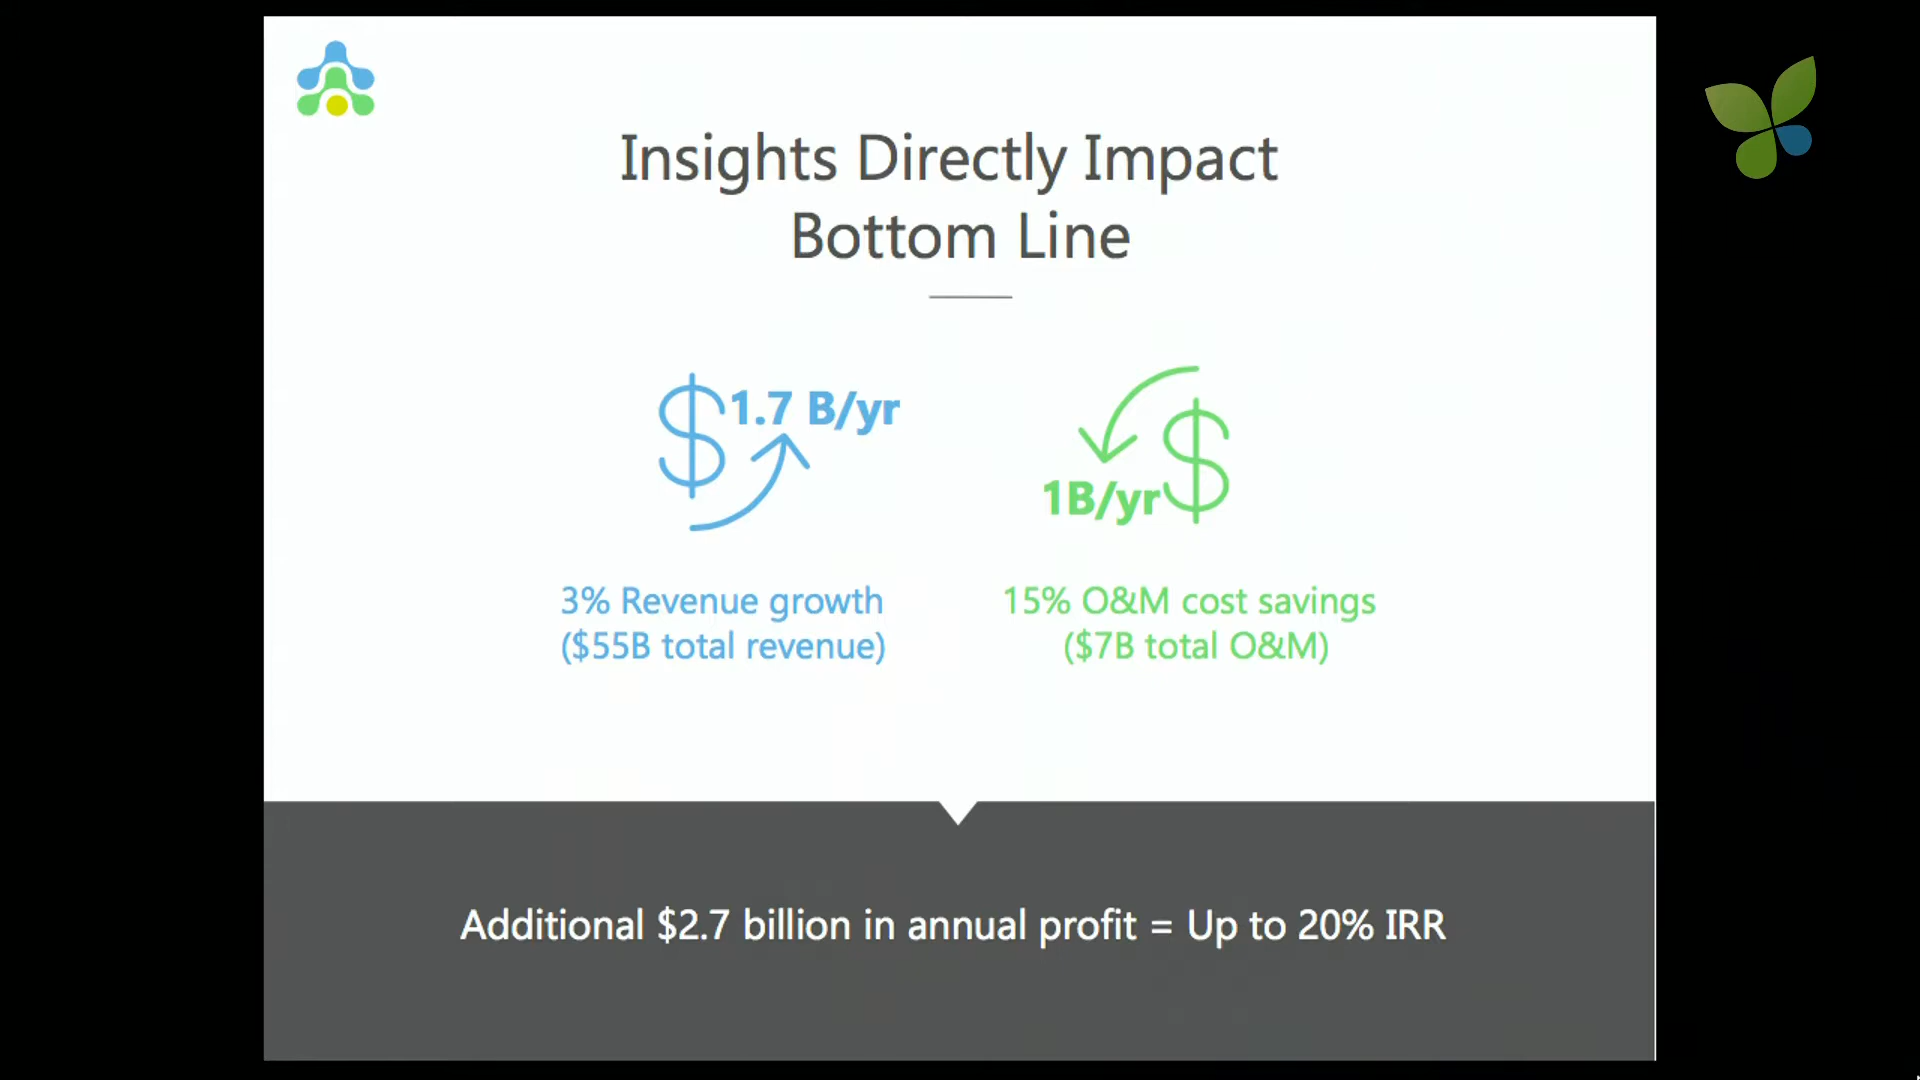 Insights Directly Impact
Bottom Line
$1.7 B/yr
1B/yr$
3% Revenue growth
($55B total revenue)
15% O&M cost savings
($7B total O&M)
Additional $2.7 billion in annual profit = Up to 20% IRR